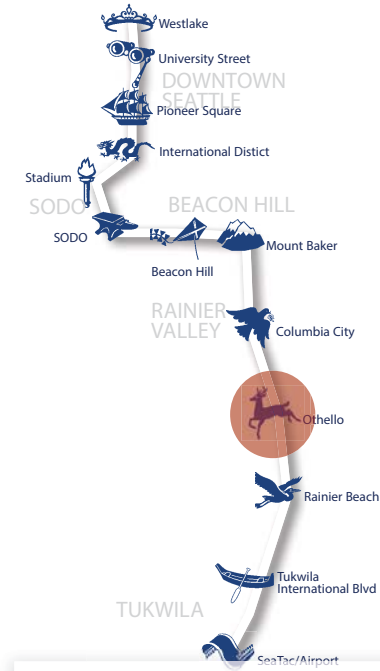 Westlake
University Street
DOWNTOWN
SEATTLE
Pioneer Square
International Distict
Stadium
SODO
BEACON HILL
SODO
Mount Baker
Beacon Hill
RAINIER
VALLEY
Columbia City
Othello
Rainier Beach
Tukwila
International Blvd
TUKWILA
SeaTac/Airport